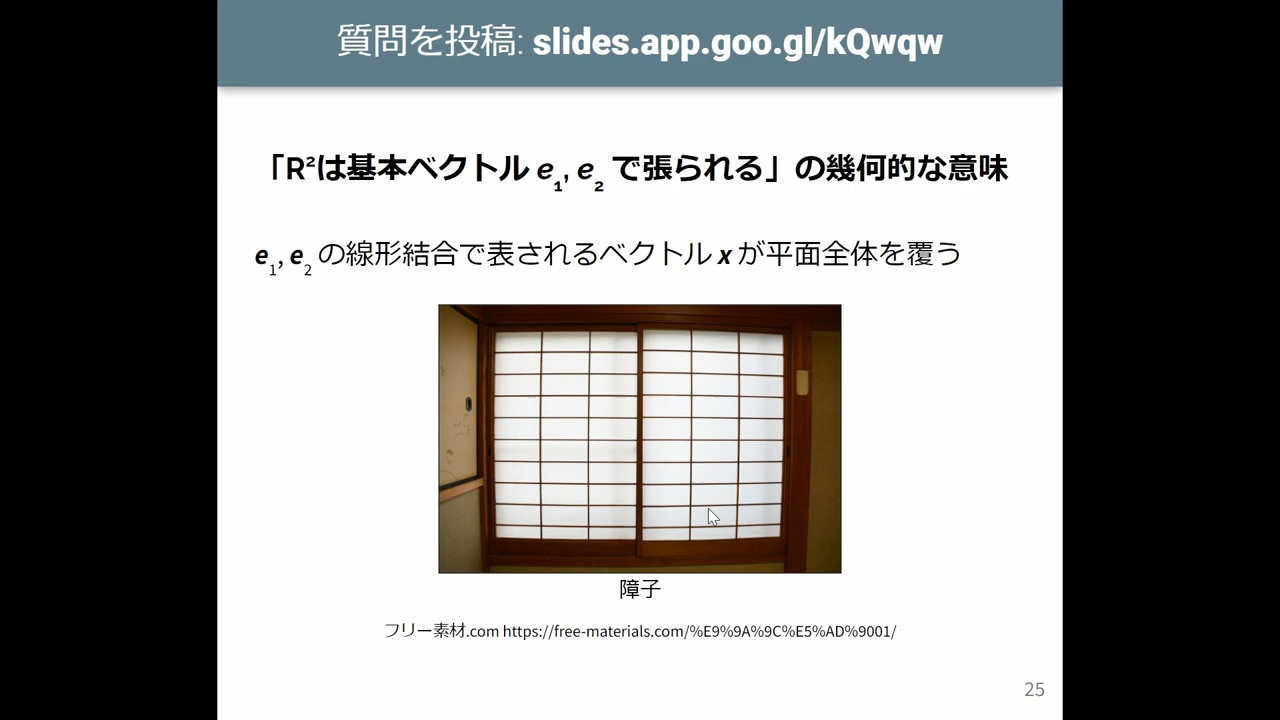 質問を投稿: slides.app.goo.gl/kQwqw
「R²は基本ベクトル e₁, e₂ で張られる」の幾何的な意味
e₁, e₂ の線形結合で表されるベクトル x が平面全体を覆う
障子
フリー素材.com https://free-materials.com/%E9%9A%9C%E5%AD%9001/
25